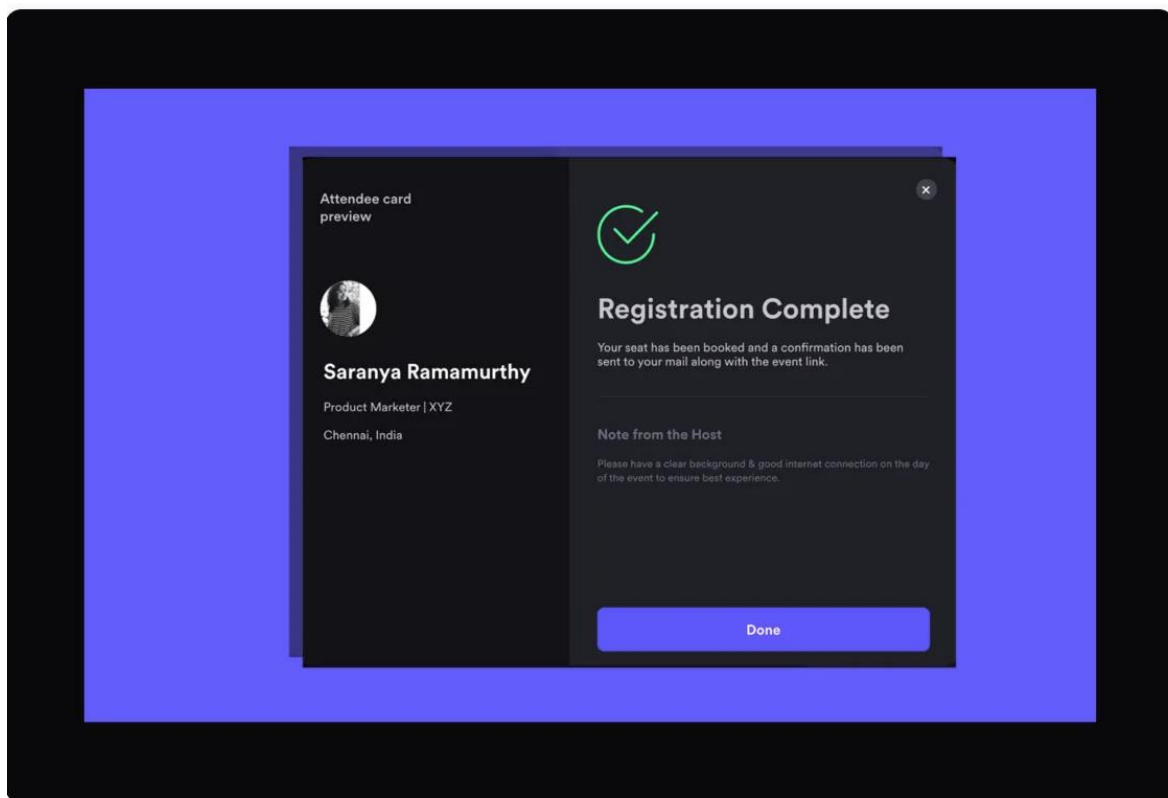 Attendee card
preview
Saranya Ramamurthy
Product Marketer | XYZ
Chennai, India
Registration Complete
Your seat has been booked and a confirmation has been
sent to your mail along with the event link.
Note from the Host
Please have a clear background & good internet connection on the day
of the event to ensure best experience.
Done